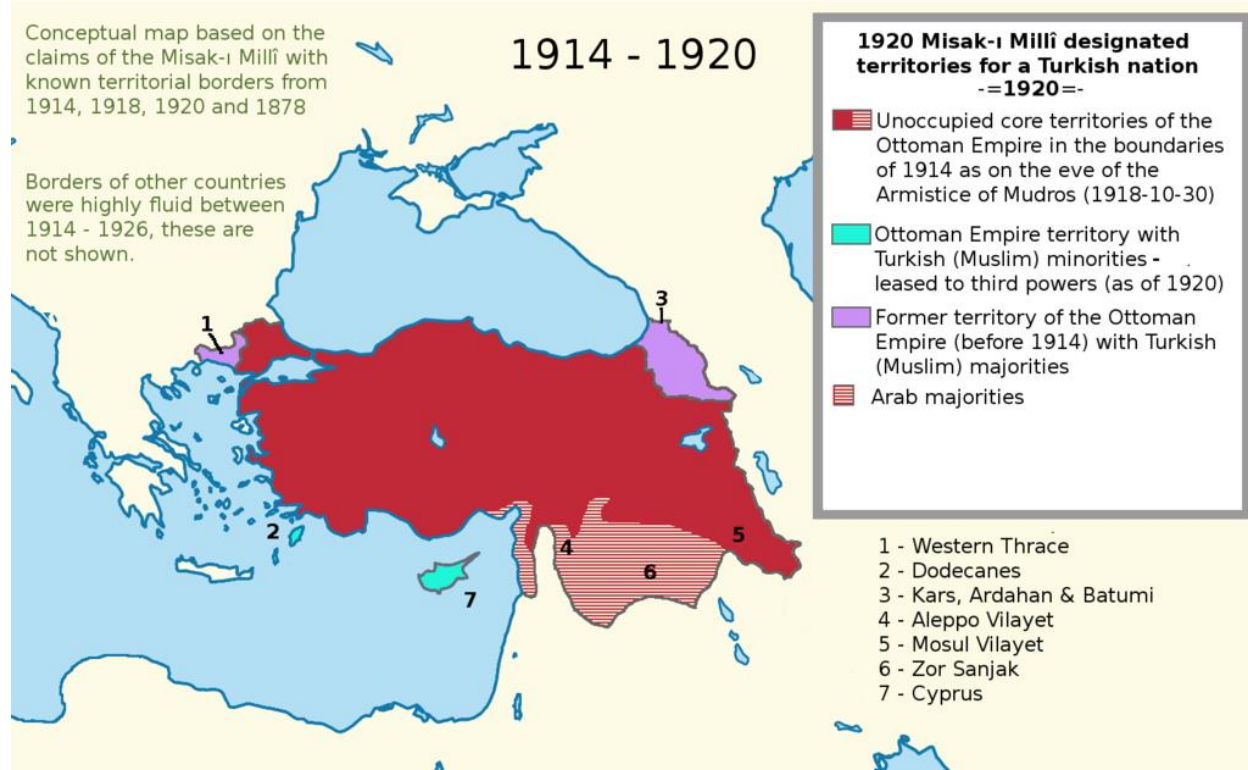 Conceptual map based on the
claims of the Misak-ı Millî with
known territorial borders from
1914, 1918, 1920 and 1878
Borders of other countries
were highly fluid between
1914 - 1926, these are
not shown.
1914 - 1920
1920 Misak-ı Millî designated
territories for a Turkish nation
-=1920=-
Unoccupied core territories of the
Ottoman Empire in the boundaries
of 1914 as on the eve of the
Armistice of Mudros (1918-10-30)
Ottoman Empire territory with
Turkish (Muslim) minorities -
leased to third powers (as of 1920)
Former territory of the Ottoman
Empire (before 1914) with Turkish
(Muslim) majorities
Arab majorities
1
2
3
4
5
6
7
1 - Western Thrace
2 - Dodecanes
3 - Kars, Ardahan & Batumi
4 - Aleppo Vilayet
5 - Mosul Vilayet
6 - Zor Sanjak
7 - Cyprus